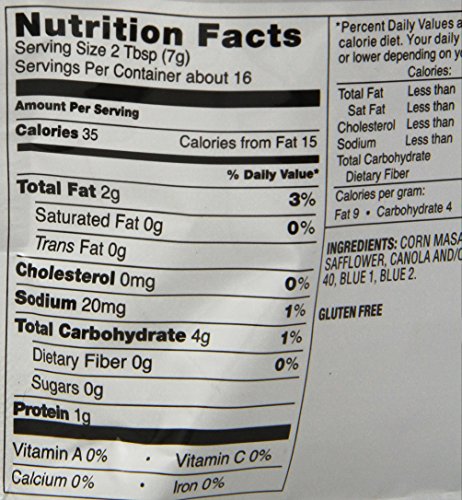 Nutrition Facts
Serving Size 2 Tbsp (7g)
Servings Per Container about 16
Amount Per Serving
Calories 35 Calories from Fat 15
% Daily Value*
Total Fat 2g 3%
Saturated Fat 0g 0%
Trans Fat 0g
Cholesterol 0mg 0%
Sodium 20mg 1%
Total Carbohydrate 4g 1%
Dietary Fiber 0g 0%
Sugars 0g
Protein 1g
Vitamin A 0% • Vitamin C 0%
Calcium 0% • Iron 0%
*Percent Daily Values
calorie diet. Your daily
or lower depending on
Calories:
Total Fat Less than
Sat Fat Less than
Cholesterol Less than
Sodium Less than
Total Carbohydrate
Dietary Fiber
Calories per gram:
Fat 9 • Carbohydrate 4
INGREDIENTS: CORN MASA
SAFFLOWER, CANOLA AND/
40, BLUE 1, BLUE 2.
GLUTEN FREE